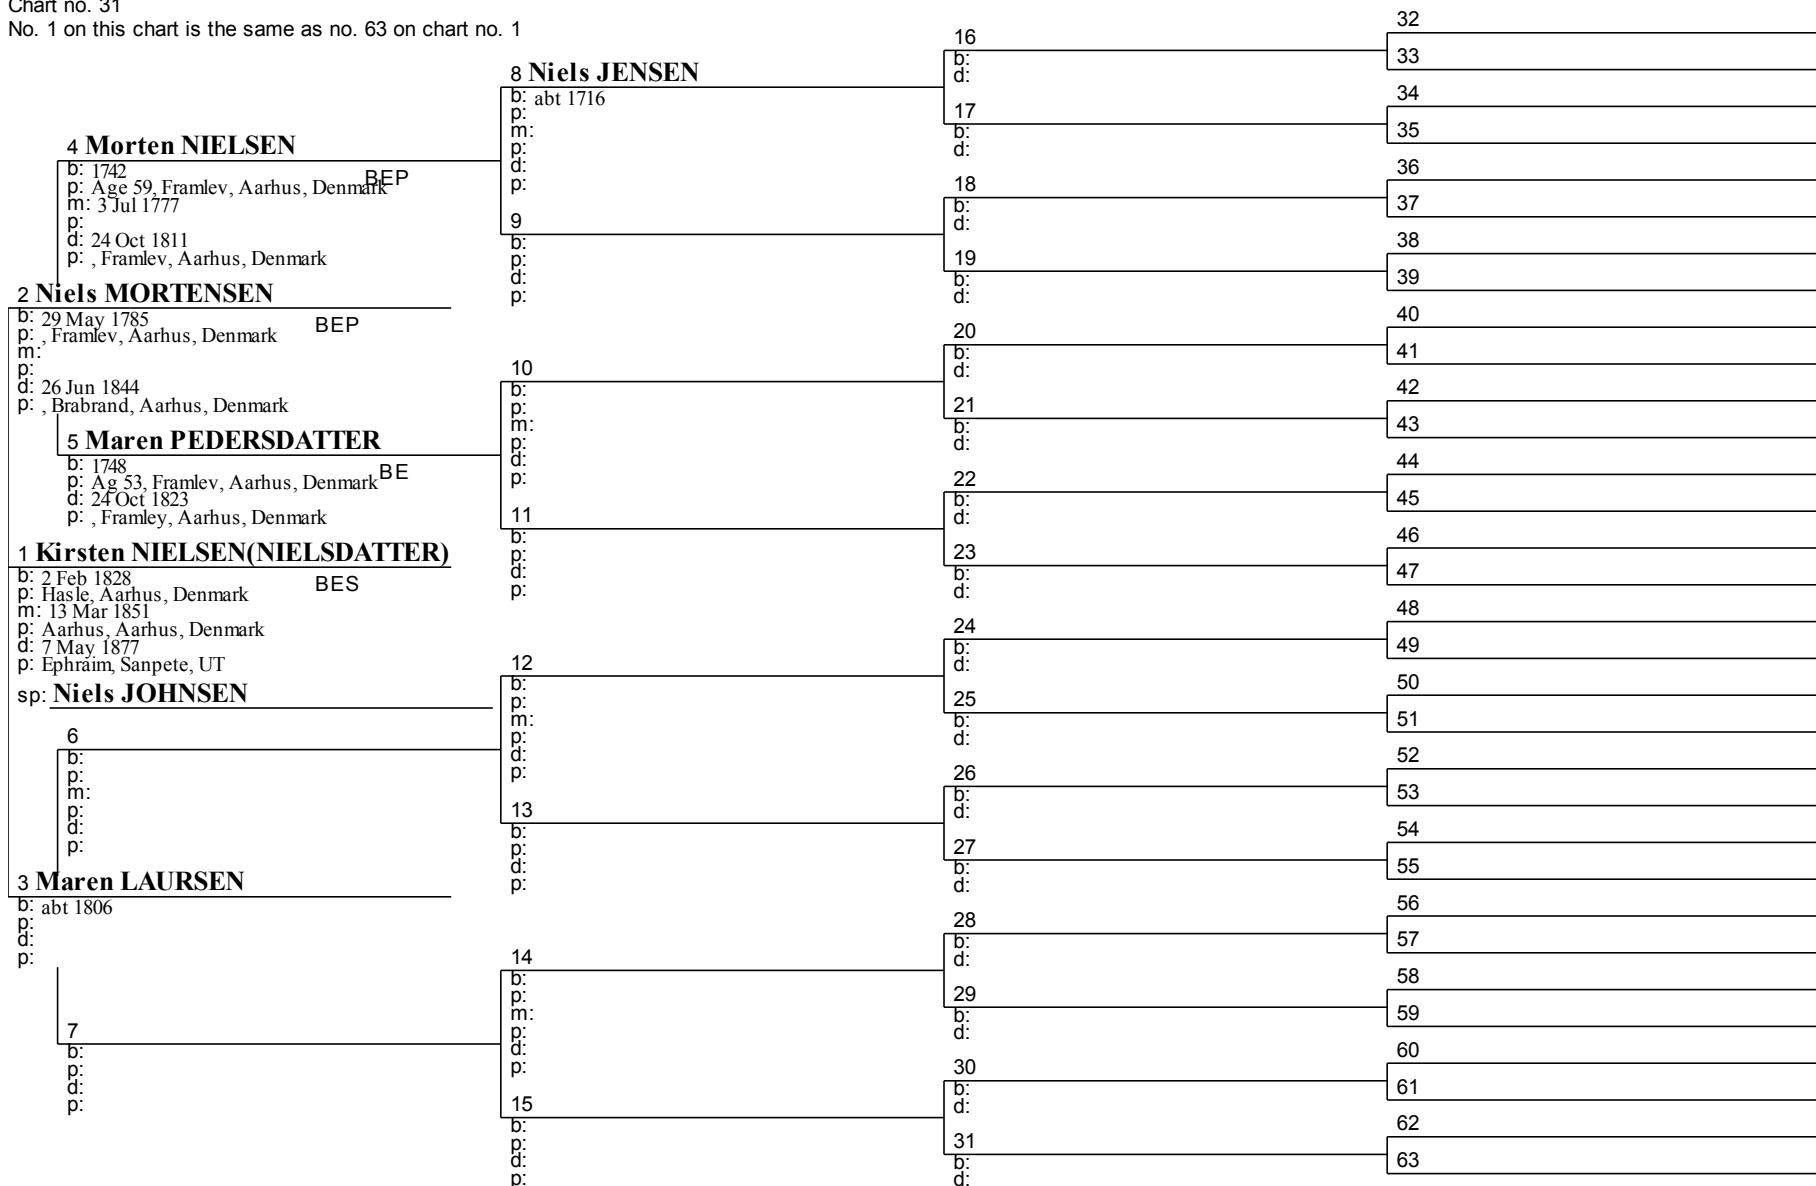 Chart no. 31
No. 1 on this chart is the same as no. 63 on chart no. 1
4 Morten NIELSEN
b: 1742
BEP
p: Age 59, Framlev, Aarhus, Denmark
m: 3 Jul 1777
p:
d: 24 Oct 1811
p: , Framlev, Aarhus, Denmark
2 Niels MORTENSEN
b: 29 May 1785
BEP
p: , Framlev, Aarhus, Denmark
m:
p:
d: 26 Jun 1844
p: , Brabrand, Aarhus, Denmark
5 Maren PEDERSDATTER
b: 1748
BE
p: Ag 53, Framlev, Aarhus, Denmark
d: 24 Oct 1823
p: , Framley, Aarhus, Denmark
1 Kirsten NIELSEN(NIELSDATTER)
b: 2 Feb 1828
BES
p: Hasle, Aarhus, Denmark
m: 13 Mar 1851
p: Aarhus, Aarhus, Denmark
d: 7 May 1877
p: Ephraim, Sanpete, UT
sp: Niels JOHNSEN
6
b:
p:
m:
p:
d:
p:
3 Maren LAURSEN
b: abt 1806
p:
d:
p:
7
b:
p:
d:
p:
8 Niels JENSEN
b: abt 1716
p:
m:
p:
d:
p:
9
b:
p:
d:
p:
10
b:
p:
m:
p:
d:
p:
11
b:
p:
d:
p:
12
b:
p:
m:
p:
d:
p:
13
b:
p:
d:
p:
14
b:
p:
m:
p:
d:
p:
15
b:
p:
d:
p:
16
b:
d:
17
b:
d:
18
b:
d:
19
b:
d:
20
b:
d:
21
b:
d:
22
b:
d:
23
b:
d:
24
b:
d:
25
b:
d:
26
b:
d:
27
b:
d:
28
b:
d:
29
b:
d:
30
b:
d:
31
b:
d:
32
33
34
35
36
37
38
39
40
41
42
43
44
45
46
47
48
49
50
51
52
53
54
55
56
57
58
59
60
61
62
63